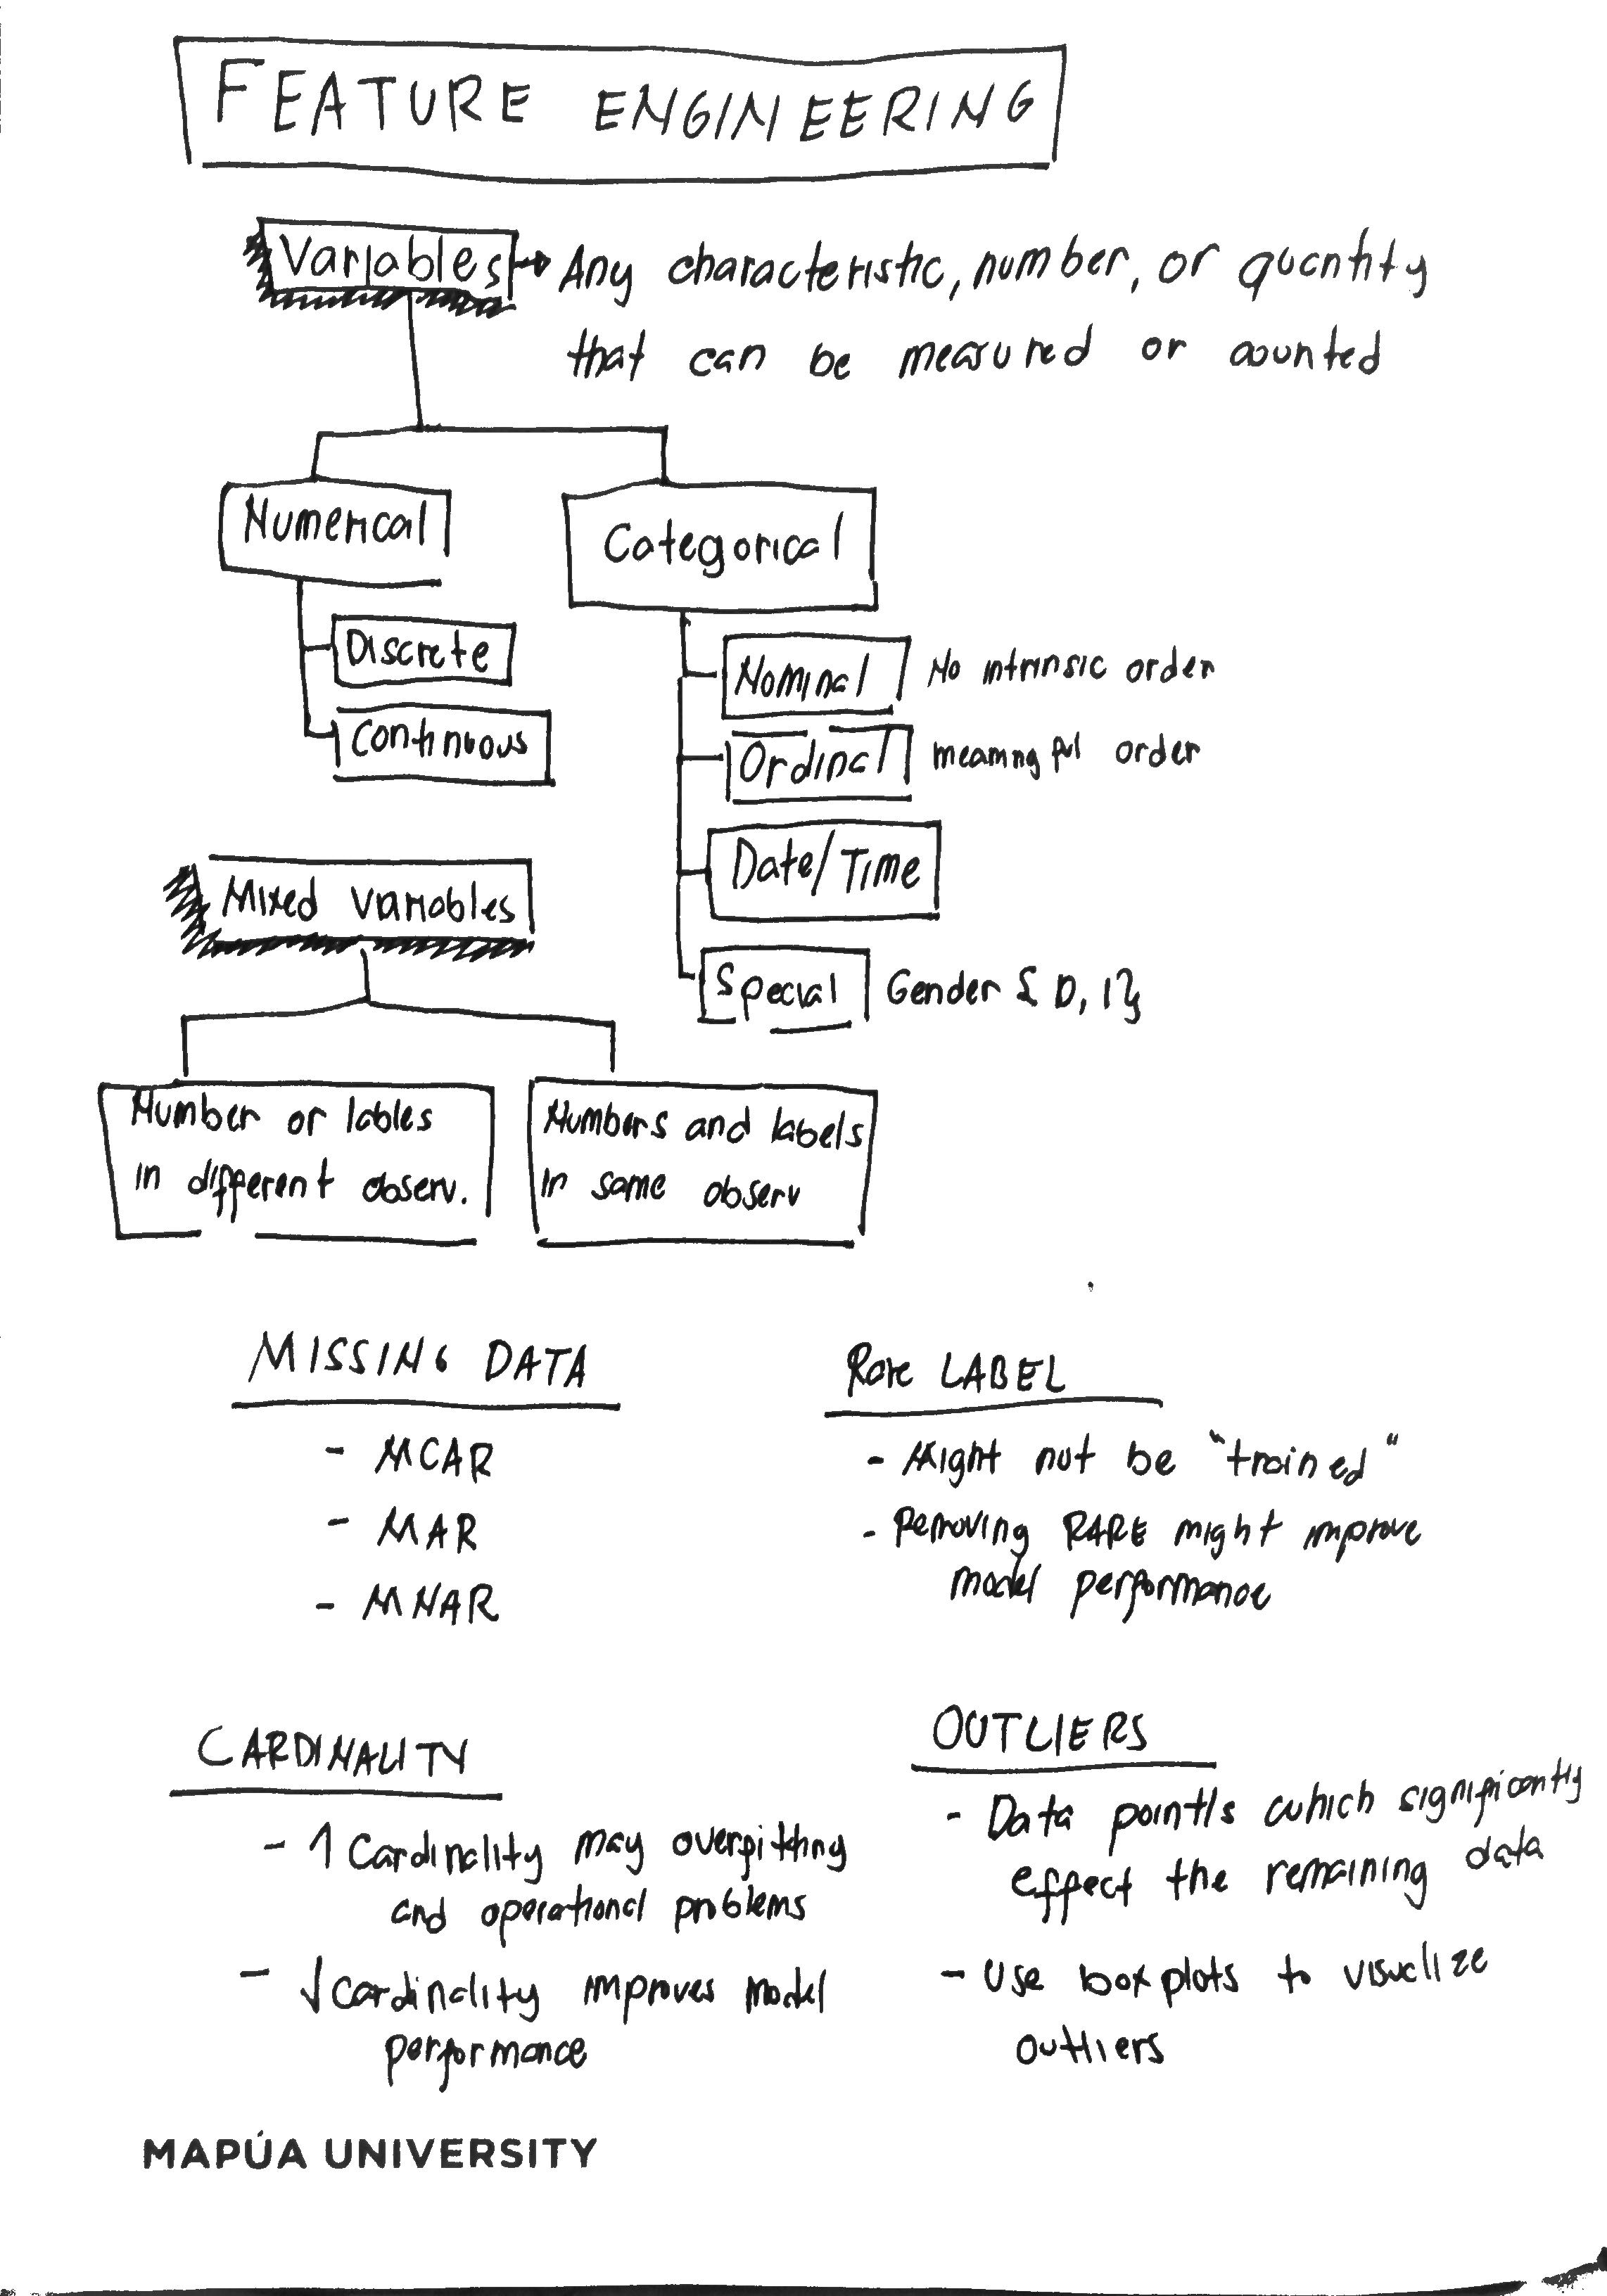 FEATURE ENGINEERING
Variables → Any characteristic, number, or quantity
that can be measured or counted
Numerical
Categorical
Discrete
Continuous
Nominal No intrinsic order
Ordinal meaningful order
Date/Time
Special Gender {0, 1}
Mixed variables
Number or lables
in different observ.
Numbers and labels
in same observ
MISSING DATA
- MCAR
- MAR
- MNAR
Rare LABEL
- Might not be "trained"
- Removing RARE might improve
model performance
CARDINALITY
- ↑ Cardinality may overfitting
and operational problems
- ↓ Cardinality improves model
performance
OUTLIERS
- Data point/s which significantly
effect the remaining data
- Use boxplots to visualize
outliers
MAPÚA UNIVERSITY